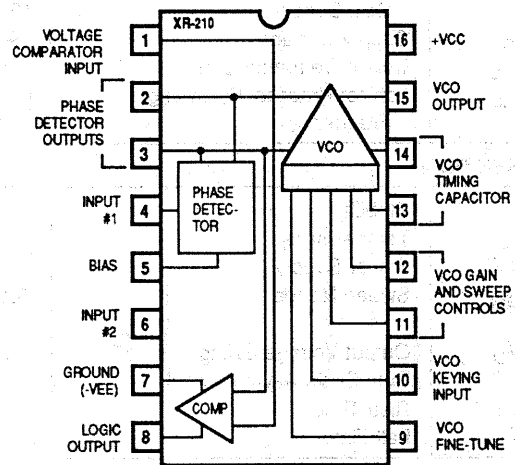 XR-210
VOLTAGE
COMPARATOR
INPUT
1
PHASE
DETECTOR
OUTPUTS
2
3
INPUT
#1
4
BIAS
5
INPUT
#2
6
GROUND
(-VEE)
7
LOGIC
OUTPUT
8
PHASE
DETEC-
TOR
VCO
COMP
16
+VCC
15
VCO
OUTPUT
14
13
VCO
TIMING
CAPACITOR
12
11
VCO GAIN
AND SWEEP
CONTROLS
10
VCO
KEYING
INPUT
9
VCO
FINE-TUNE